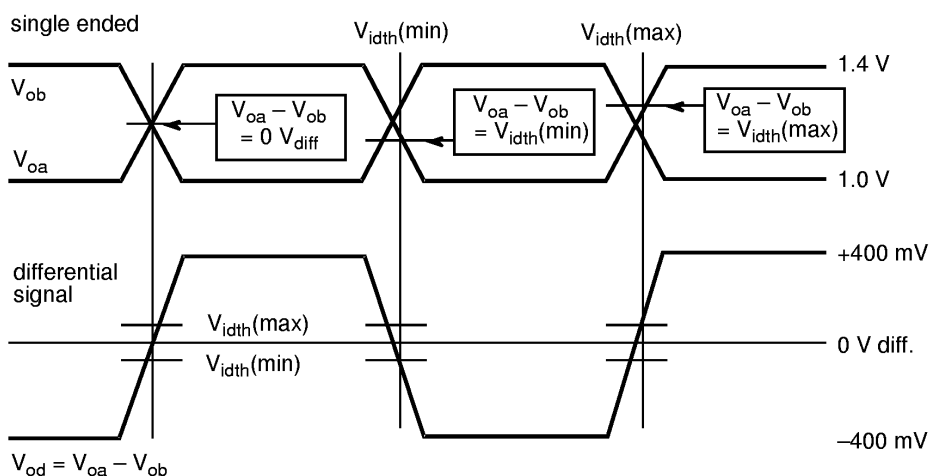 single ended
V_idth(min)
V_idth(max)
1.4 V
V_ob
V_oa – V_ob
= 0 V_diff
V_oa – V_ob
= V_idth(min)
V_oa – V_ob
= V_idth(max)
V_oa
1.0 V
+400 mV
differential
signal
V_idth(max)
0 V diff.
V_idth(min)
–400 mV
V_od = V_oa – V_ob